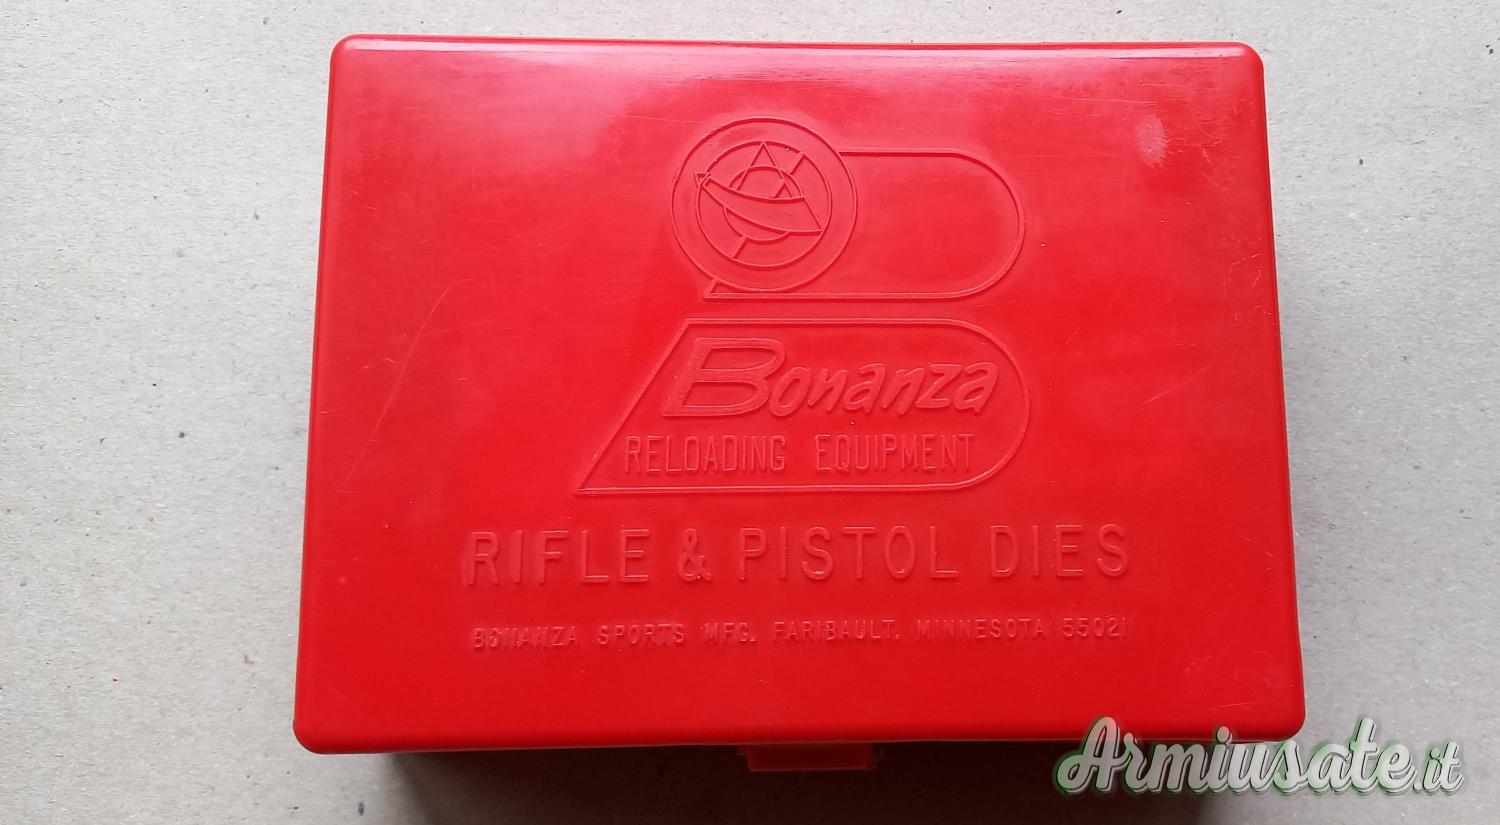 Bonanza
RELOADING EQUIPMENT
RIFLE & PISTOL DIES
BONANZA SPORTS MFG. FARIBAULT, MINNESOTA 55021
Armiusate.it